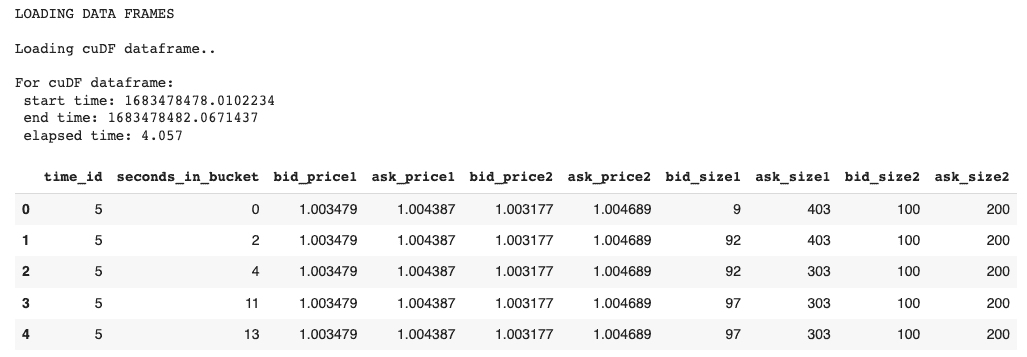 LOADING DATA FRAMES
Loading cuDF dataframe..
For cuDF dataframe:
start time: 1683478478.0102234
end time: 1683478482.0671437
elapsed time: 4.057
time_id seconds_in_bucket bid_price1 ask_price1 bid_price2 ask_price2 bid_size1 ask_size1 bid_size2 ask_size2
0 5 0 1.003479 1.004387 1.003177 1.004689 9 403 100 200
1 5 2 1.003479 1.004387 1.003177 1.004689 92 403 100 200
2 5 4 1.003479 1.004387 1.003177 1.004689 92 303 100 200
3 5 11 1.003479 1.004387 1.003177 1.004689 97 303 100 200
4 5 13 1.003479 1.004387 1.003177 1.004689 97 303 100 200